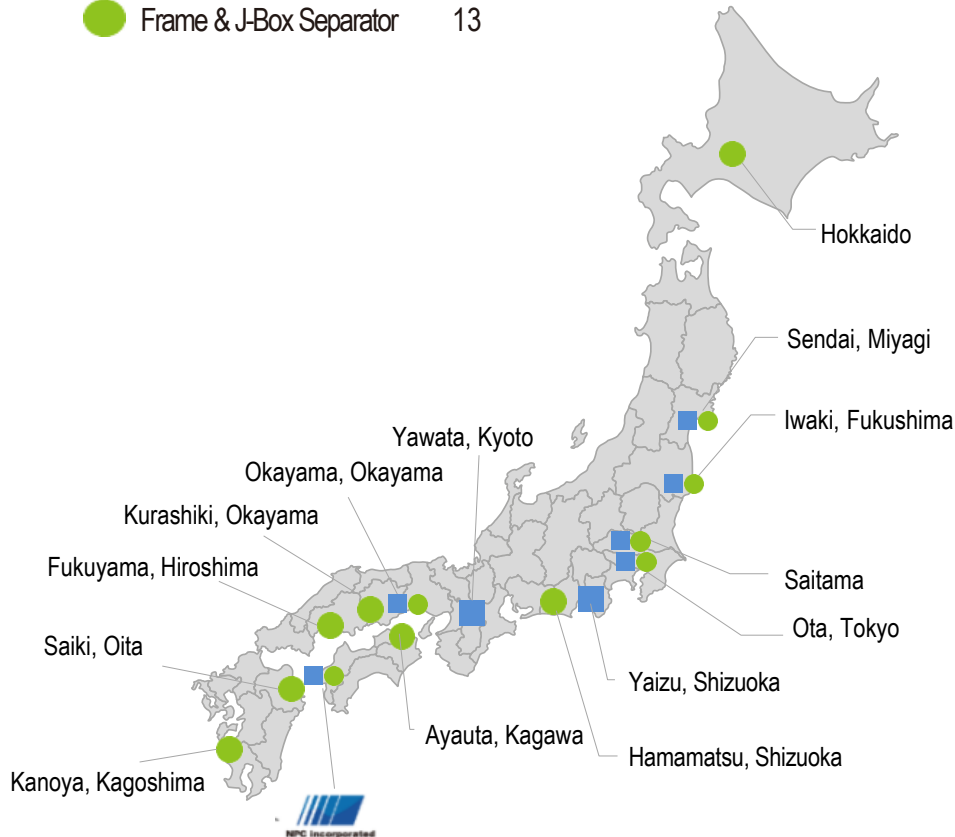 Frame & J-Box Separator 13
Hokkaido
Sendai, Miyagi
Iwaki, Fukushima
Yawata, Kyoto
Okayama, Okayama
Kurashiki, Okayama
Fukuyama, Hiroshima
Saitama
Ota, Tokyo
Saiki, Oita
Yaizu, Shizuoka
Ayauta, Kagawa
Hamamatsu, Shizuoka
Kanoya, Kagoshima
NPC Incorporated